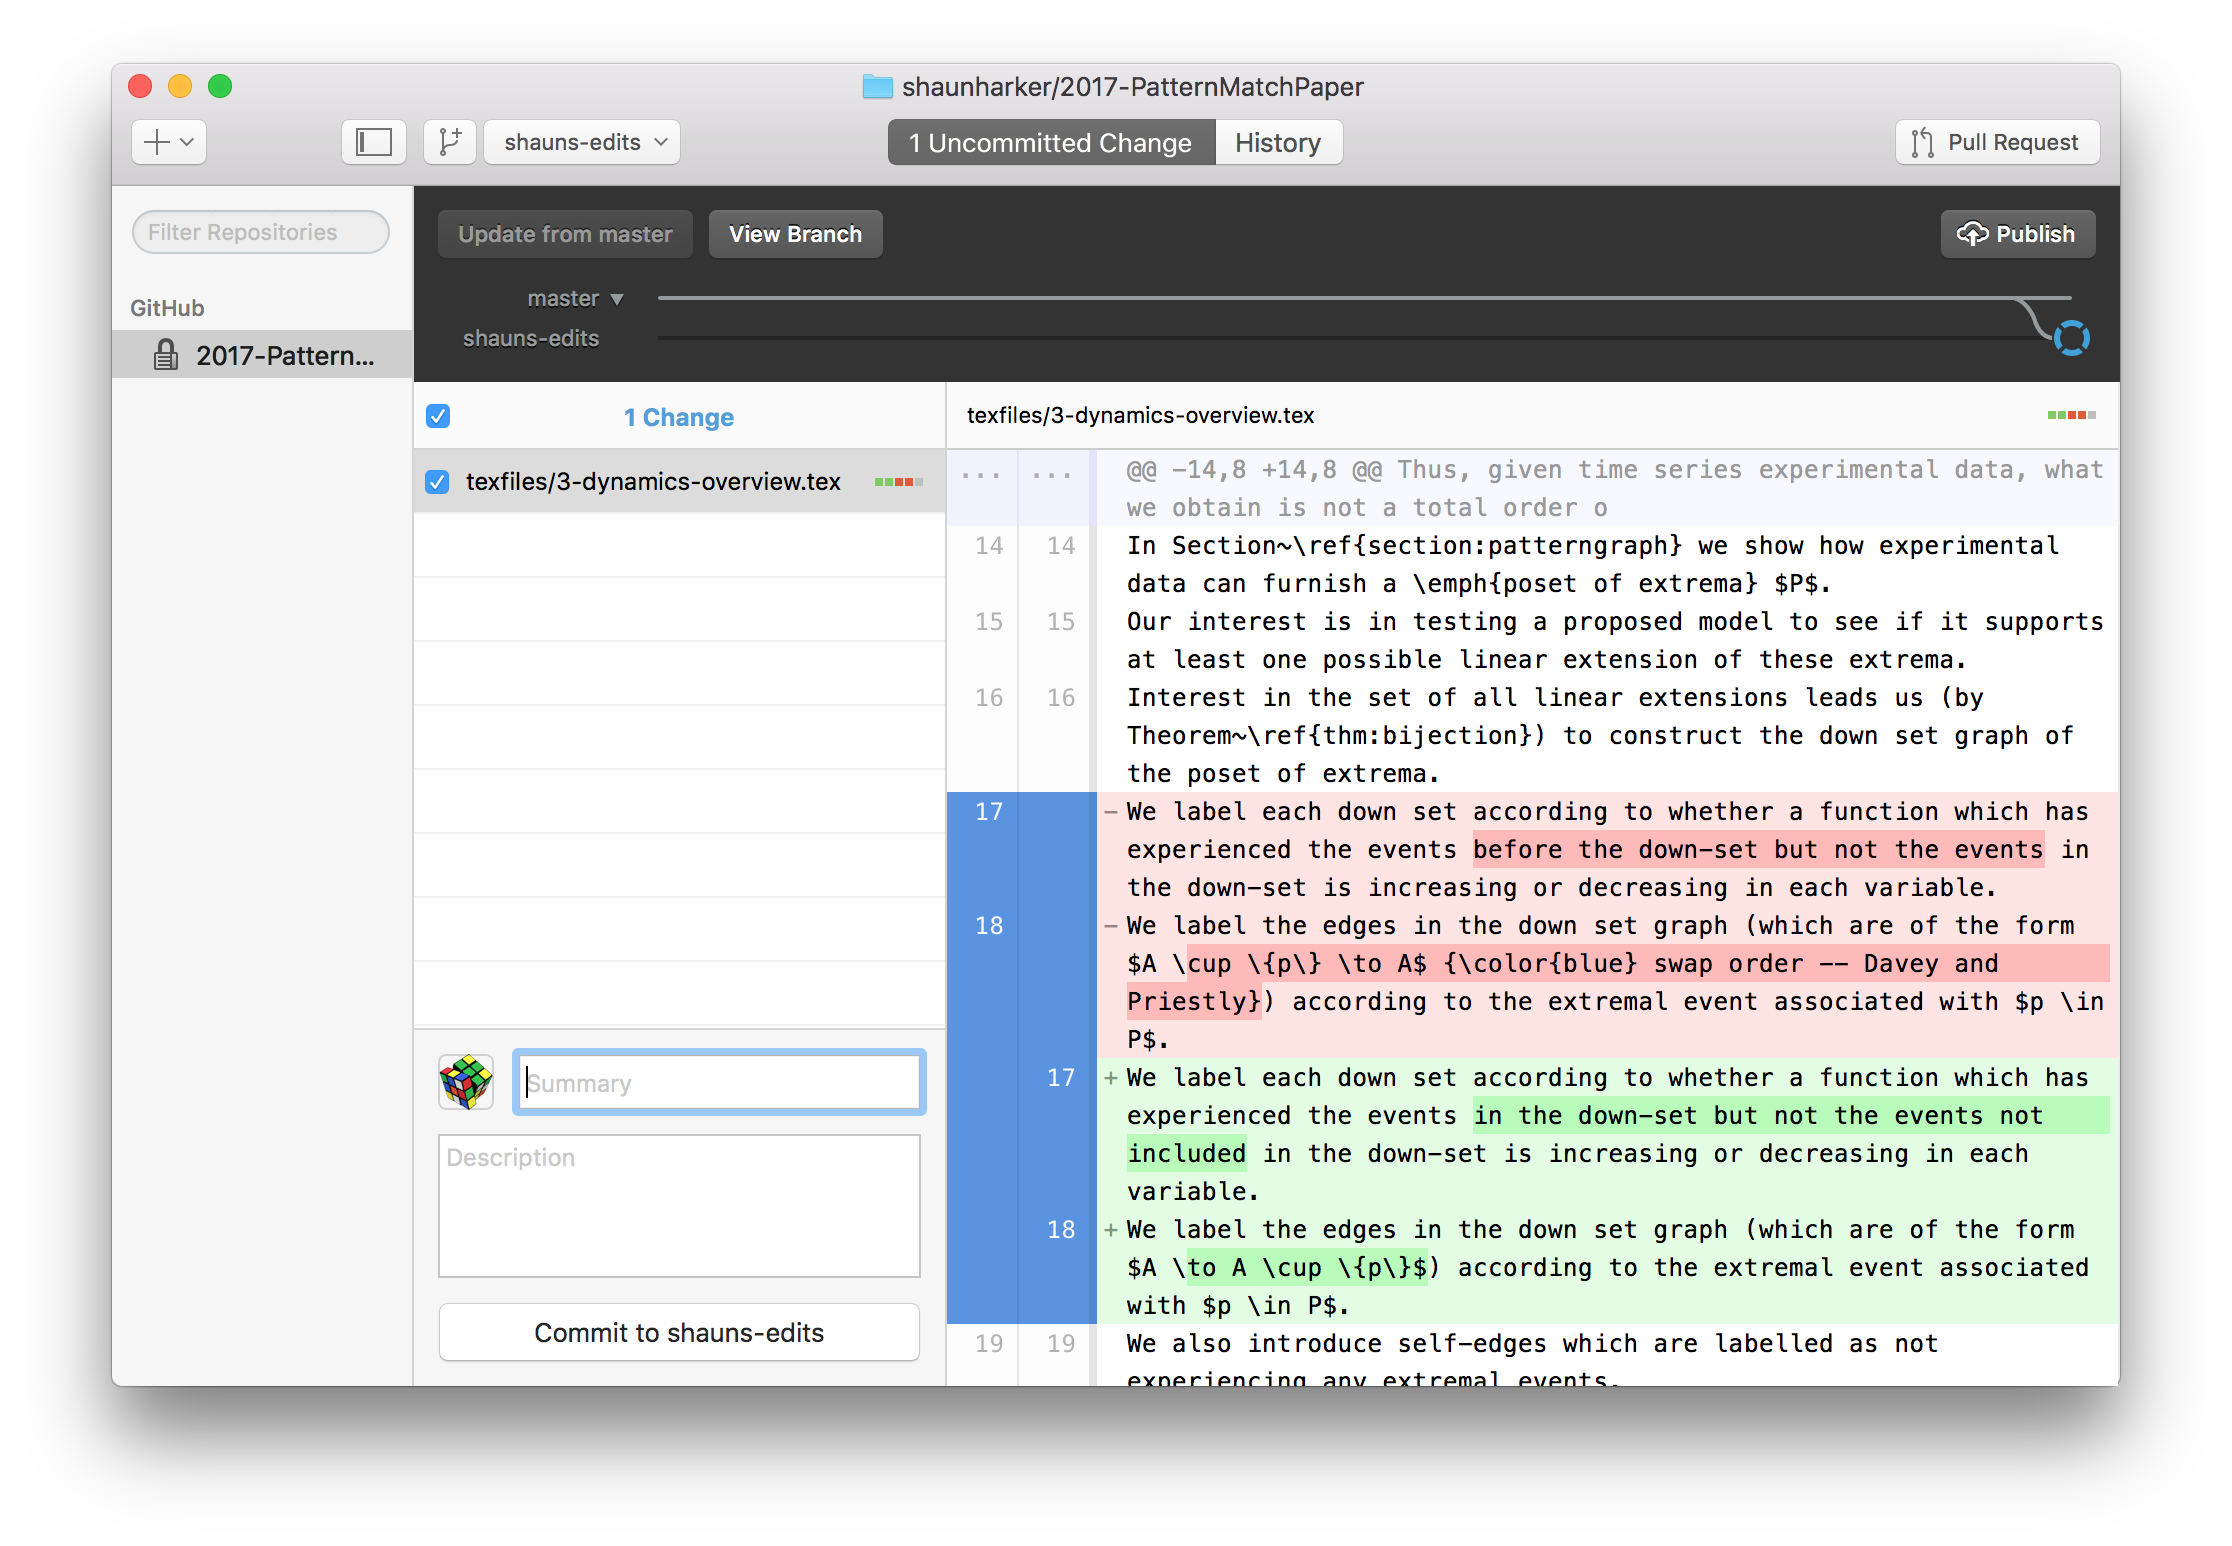 shaunharker/2017-PatternMatchPaper
shauns-edits
1 Uncommitted Change
History
Pull Request
Filter Repositories
GitHub
2017-Pattern...
Update from master
View Branch
Publish
master ▼
shauns-edits
1 Change
texfiles/3-dynamics-overview.tex
Summary
Description
Commit to shauns-edits
texfiles/3-dynamics-overview.tex
... ... @@ -14,8 +14,8 @@ Thus, given time series experimental data, what
we obtain is not a total order o
14 14 In Section~\ref{section:patterngraph} we show how experimental
data can furnish a \emph{poset of extrema} $P$.
15 15 Our interest is in testing a proposed model to see if it supports
at least one possible linear extension of these extrema.
16 16 Interest in the set of all linear extensions leads us (by
Theorem~\ref{thm:bijection}) to construct the down set graph of
the poset of extrema.
17 -We label each down set according to whether a function which has
experienced the events before the down-set but not the events in
the down-set is increasing or decreasing in each variable.
18 -We label the edges in the down set graph (which are of the form
$A \cup \{p\} \to A$ {\color{blue} swap order -- Davey and
Priestly}) according to the extremal event associated with $p \in
P$.
17 +We label each down set according to whether a function which has
experienced the events in the down-set but not the events not
included in the down-set is increasing or decreasing in each
variable.
18 +We label the edges in the down set graph (which are of the form
$A \to A \cup \{p\}$) according to the extremal event associated
with $p \in P$.
19 19 We also introduce self-edges which are labelled as not
experiencing any extremal events.